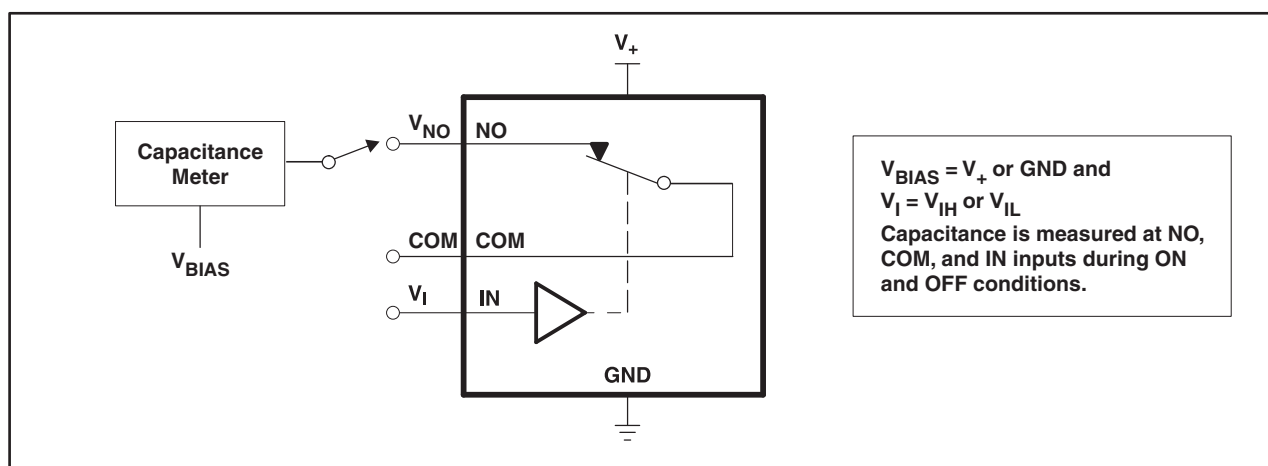 V+
VNO NO
Capacitance
Meter
VBIAS
COM COM
VI IN
GND
VBIAS = V+ or GND and
VI = VIH or VIL
Capacitance is measured at NO,
COM, and IN inputs during ON
and OFF conditions.